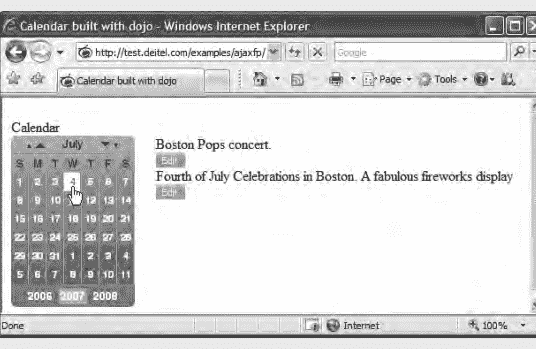 Calendar built with dojo - Windows Internet Explorer
http://test.deitel.com/examples/ajaxfp/
Google
Calendar built with dojo
Page
Tools
Calendar
July
S M T W T F S
1 2 3 4 5 6 7
8 9 10 12 13 14
15 16 17 18 19 20 21
22 23 24 25 26 27 28
29 30 31 1 2 3 4
5 6 7 8 9 10 11
2006 2007 2008
Boston Pops concert.
Edit
Fourth of July Celebrations in Boston. A fabulous fireworks display
Edit
Done
Internet
100%